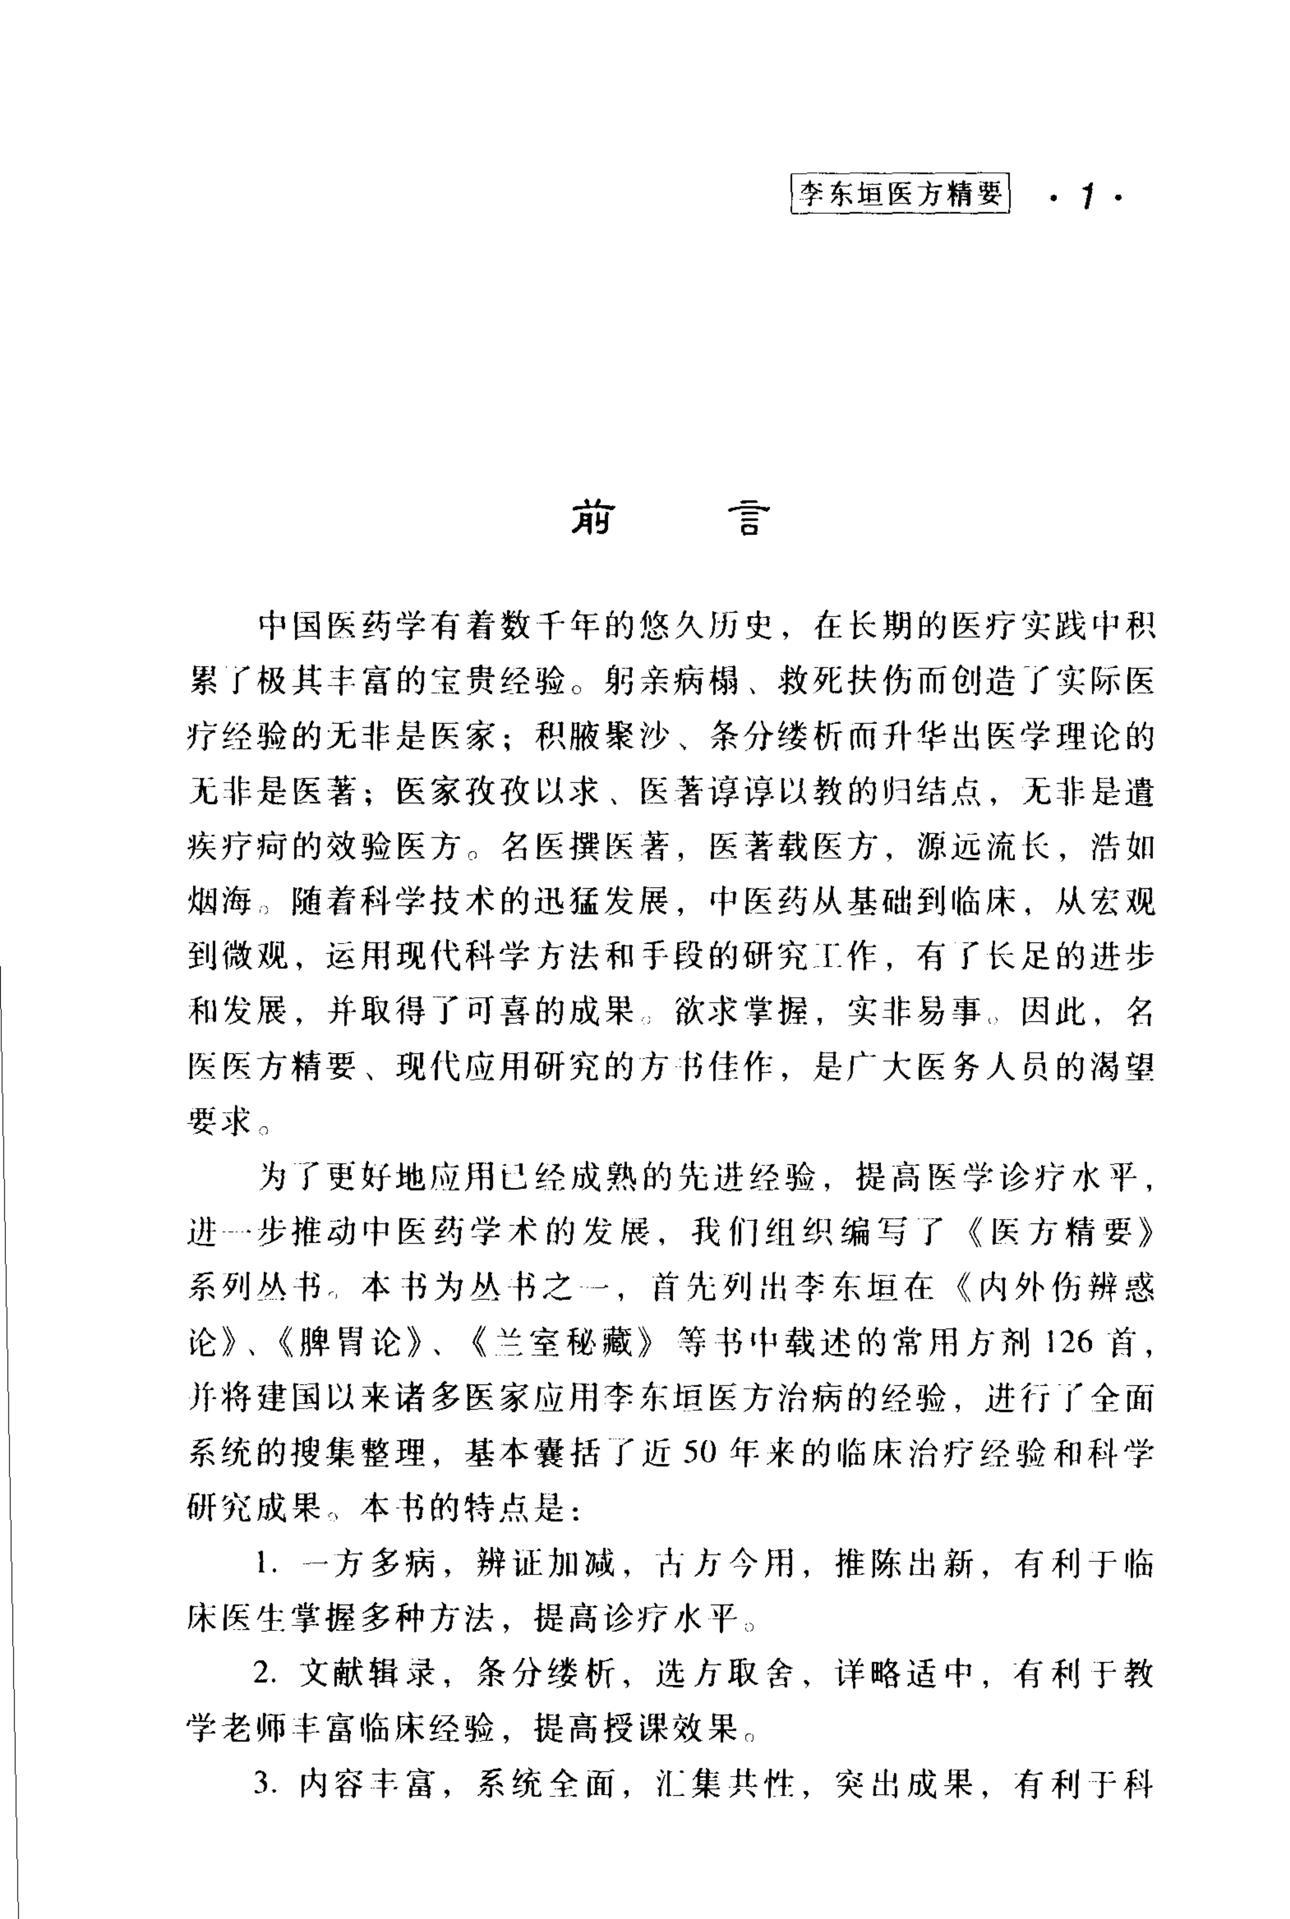 李东垣医方精要 ·1·
前言
中国医药学有着数千年的悠久历史，在长期的医疗实践中积
累了极其丰富的宝贵经验。躬亲病榻、救死扶伤而创造了实际医
疗经验的无非是医家；积腋聚沙、条分缕析而升华出医学理论的
无非是医著；医家孜孜以求、医著谆谆以教的归结点，无非是遣
疾疗疴的效验医方。名医撰医著，医著载医方，源远流长，浩如
烟海。随着科学技术的迅猛发展，中医药从基础到临床，从宏观
到微观，运用现代科学方法和手段的研究工作，有了长足的进步
和发展，并取得了可喜的成果。欲求掌握，实非易事。因此，名
医医方精要、现代应用研究的方书佳作，是广大医务人员的渴望
要求。
为了更好地应用已经成熟的先进经验，提高医学诊疗水平，
进一步推动中医药学术的发展，我们组织编写了《医方精要》
系列丛书。本书为丛书之一，首先列出李东垣在《内外伤辨惑
论》、《脾胃论》、《兰室秘藏》等书中载述的常用方剂 126 首，
并将建国以来诸多医家应用李东垣医方治病的经验，进行了全面
系统的搜集整理，基本囊括了近 50 年来的临床治疗经验和科学
研究成果。本书的特点是：
1. 一方多病，辨证加减，古方今用，推陈出新，有利于临
床医生掌握多种方法，提高诊疗水平。
2. 文献辑录，条分缕析，选方取舍，详略适中，有利于教
学老师丰富临床经验，提高授课效果。
3. 内容丰富，系统全面，汇集共性，突出成果，有利于科